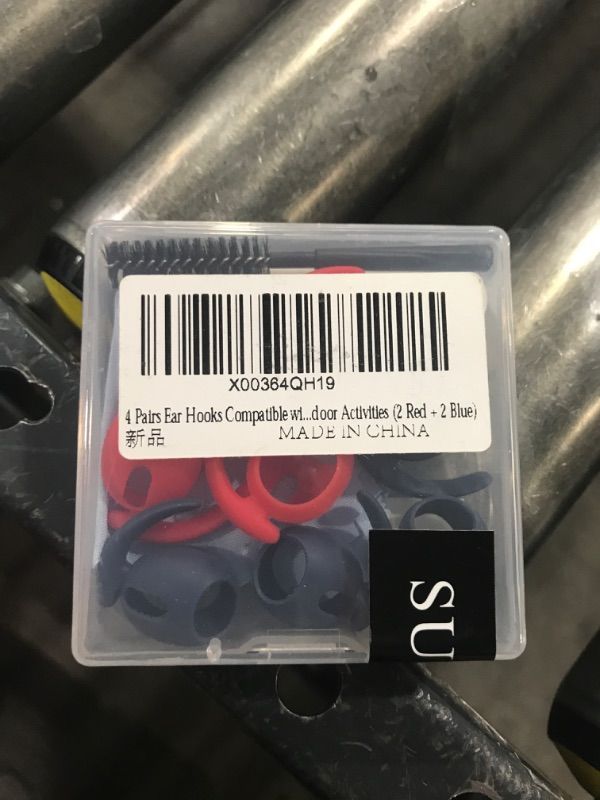 X00364QH19
4 Pairs Ear Hooks Compatible wi...door Activities (2 Red + 2 Blue)
新品
MADE IN CHINA
SU